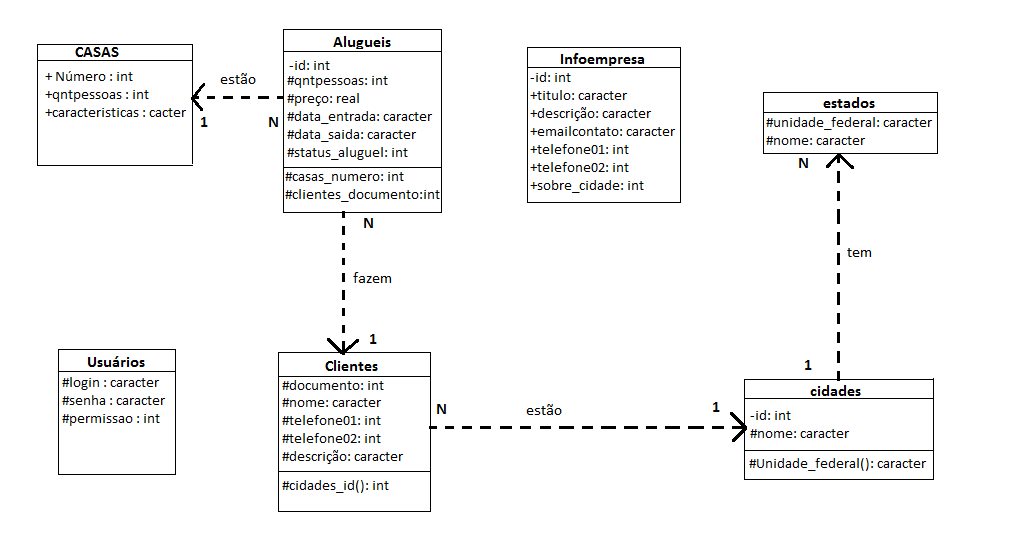 CASAS
+ Número : int
+qntpessoas : int
+caracteristicas : cacter
estão
1
N
Alugueis
-id: int
#qntpessoas: int
#preço: real
#data_entrada: caracter
#data_saida: caracter
#status_aluguel: int
#casas_numero: int
#clientes_documento:int
N
fazem
1
Infoempresa
-id: int
+titulo: caracter
+descrição: caracter
+emailcontato: caracter
+telefone01: int
+telefone02: int
+sobre_cidade: int
estados
#unidade_federal: caracter
#nome: caracter
N
tem
1
Usuários
#login : caracter
#senha : caracter
#permissao : int
Clientes
#documento: int
#nome: caracter
#telefone01: int
#telefone02: int
#descrição: caracter
#cidades_id(): int
N
estão
1
cidades
-id: int
#nome: caracter
#Unidade_federal(): caracter